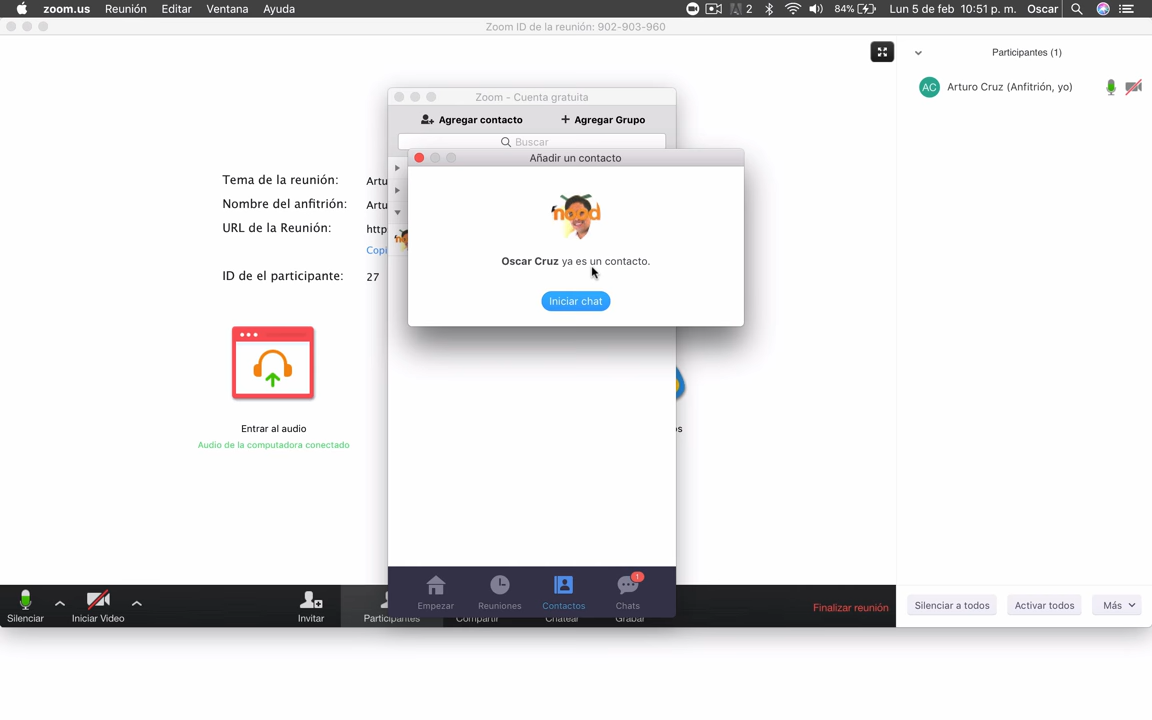 zoom.us Reunión Editar Ventana Ayuda 2 84% Lun 5 de feb 10:51 p. m. Oscar
Zoom ID de la reunión: 902-903-960
Participantes (1)
AC Arturo Cruz (Anfitrión, yo)
Zoom - Cuenta gratuita
Agregar contacto Agregar Grupo
Buscar
Añadir un contacto
Tema de la reunión: Artu
Nombre del anfitrión: Artu
URL de la Reunión: http
Copi
ID de el participante: 27
Oscar Cruz ya es un contacto.
Iniciar chat
Entrar al audio
Audio de la computadora conectado
os
1
Empezar Reuniones Contactos Chats
Silenciar Iniciar Video Invitar Participantes Compartir Chatear Grabar Finalizar reunión
Silenciar a todos Activar todos Más